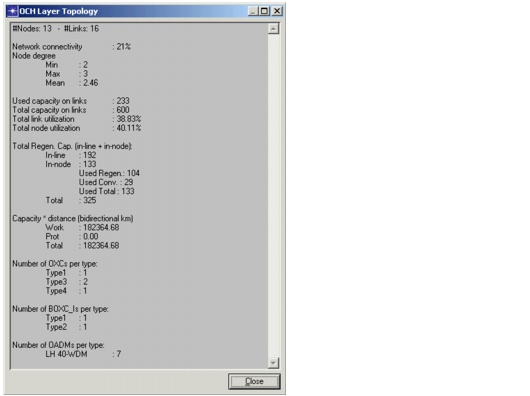 OCH Layer Topology
#Nodes: 13 - #Links: 16
Network connectivity : 21%
Node degree
Min : 2
Max : 3
Mean : 2.46
Used capacity on links : 233
Total capacity on links : 600
Total link utilization : 38.83%
Total node utilization : 40.11%
Total Regen. Cap. (in-line + in-node):
In-line : 192
In-node : 133
Used Regen.: 104
Used Conv. : 29
Used Total : 133
Total : 325
Capacity * distance (bidirectional km)
Work : 182364.68
Prot : 0.00
Total : 182364.68
Number of OXCs per type:
Type1 : 1
Type3 : 2
Type4 : 1
Number of BOXC_Is per type:
Type1 : 1
Type2 : 1
Number of OADMs per type:
LH 40-WDM : 7
Close